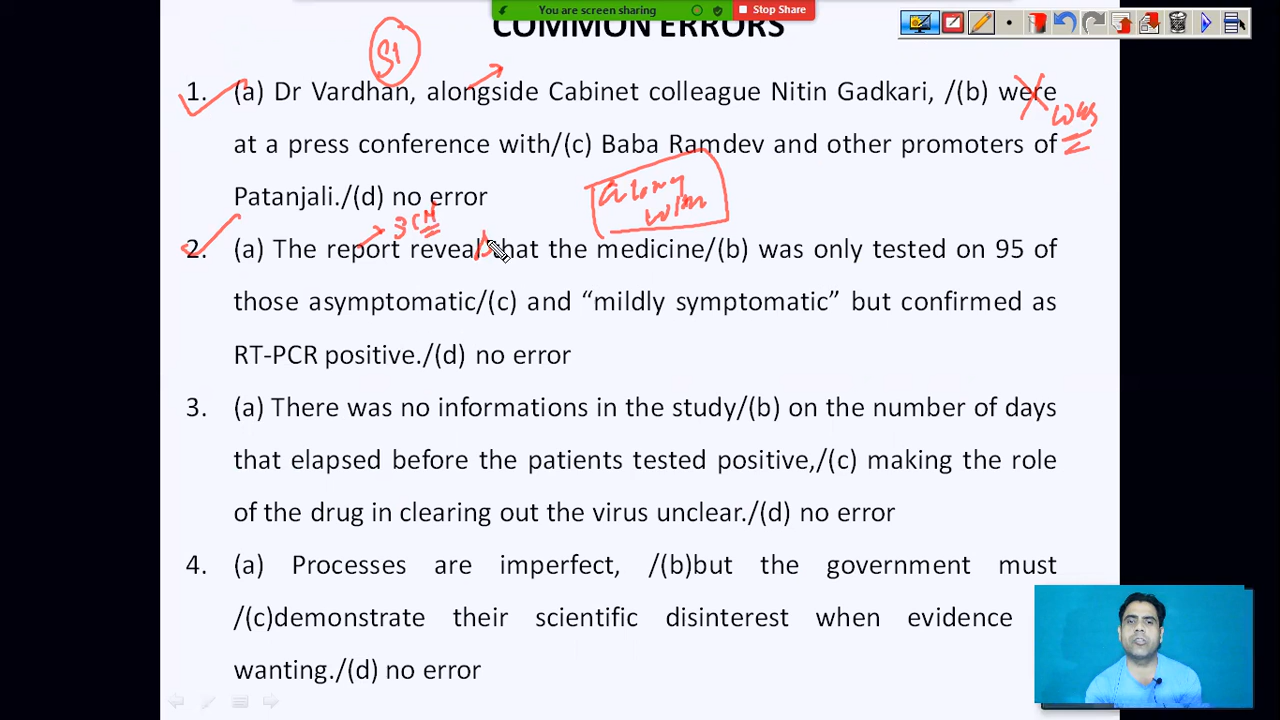 You are screen sharing Stop Share
COMMON ERRORS
S1
1. (a) Dr Vardhan, alongside Cabinet colleague Nitin Gadkari, /(b) were
was
at a press conference with/(c) Baba Ramdev and other promoters of
Patanjali./(d) no error
along
with
2. (a) The report reveal that the medicine/(b) was only tested on 95 of
those asymptomatic/(c) and “mildly symptomatic” but confirmed as
RT-PCR positive./(d) no error
3. (a) There was no informations in the study/(b) on the number of days
that elapsed before the patients tested positive,/(c) making the role
of the drug in clearing out the virus unclear./(d) no error
4. (a) Processes are imperfect, /(b)but the government must
/(c)demonstrate their scientific disinterest when evidence
wanting./(d) no error